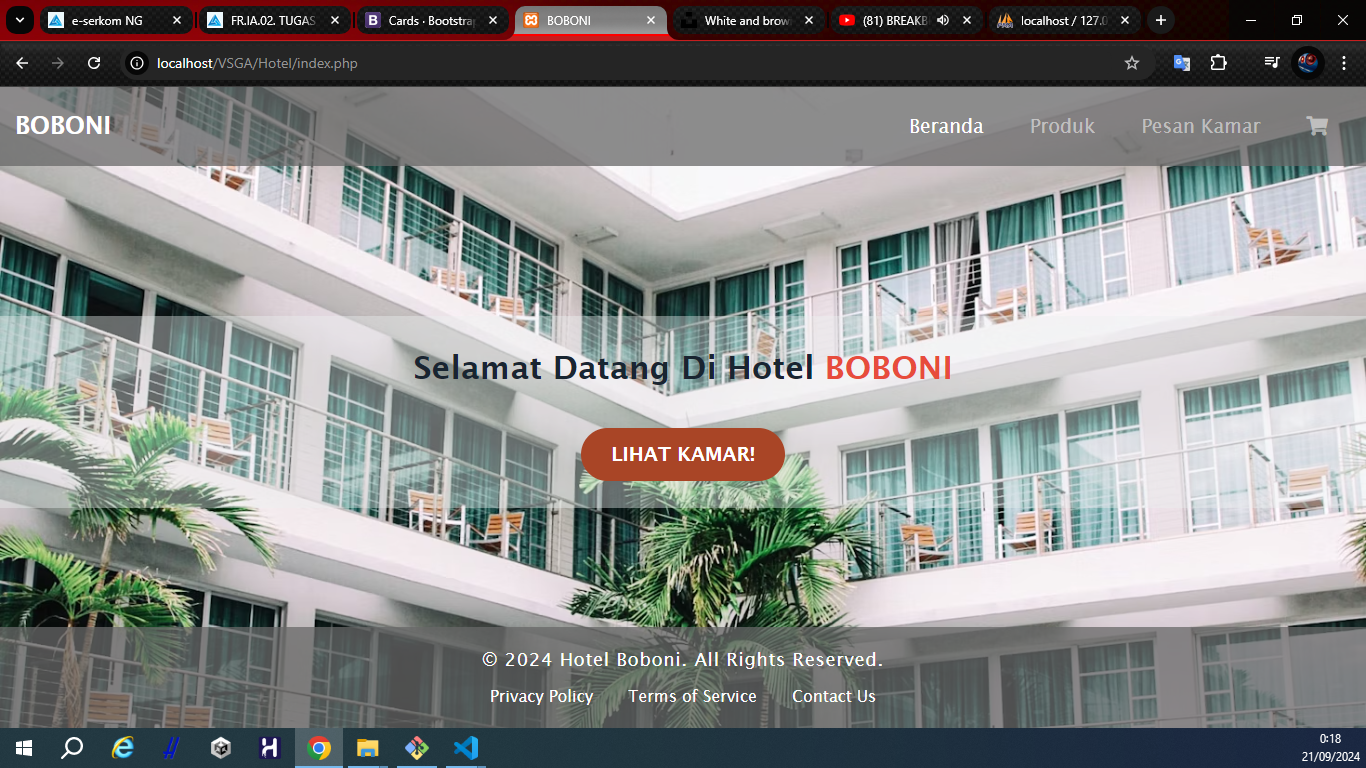 e-serkom NG
FR.IA.02. TUGAS
Cards · Bootstrap
BOBONI
White and brow
(81) BREAKB
localhost / 127.0
localhost/VSGA/Hotel/index.php
BOBONI
Beranda
Produk
Pesan Kamar
Selamat Datang Di Hotel BOBONI
LIHAT KAMAR!
© 2024 Hotel Boboni. All Rights Reserved.
Privacy Policy
Terms of Service
Contact Us
0:18
21/09/2024